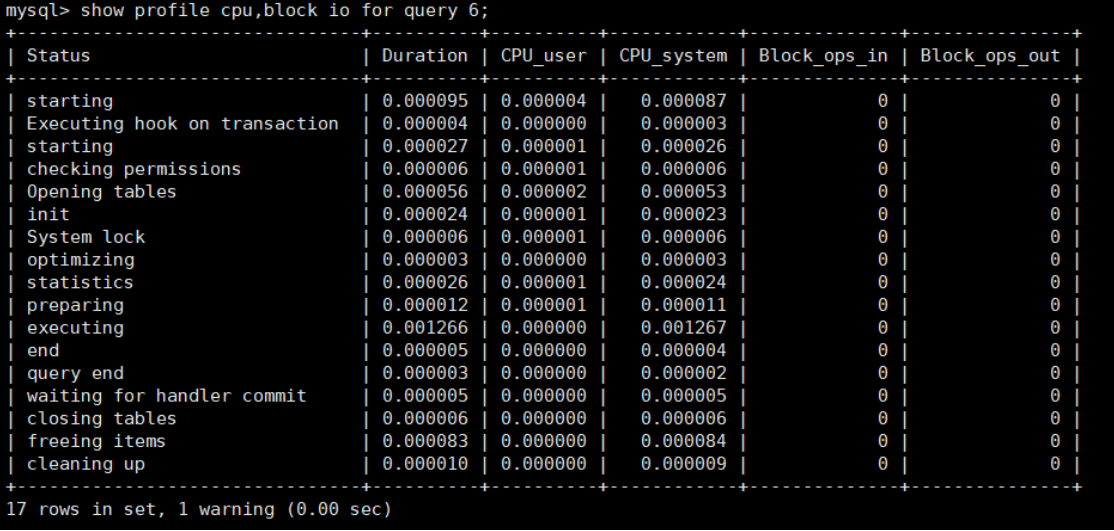 mysql> show profile cpu,block io for query 6;
+--------------------------------+----------+----------+------------+--------------+---------------+
| Status                         | Duration | CPU_user | CPU_system | Block_ops_in | Block_ops_out |
+--------------------------------+----------+----------+------------+--------------+---------------+
| starting                       | 0.000095 | 0.000004 |   0.000087 |            0 |             0 |
| Executing hook on transaction  | 0.000004 | 0.000000 |   0.000003 |            0 |             0 |
| starting                       | 0.000027 | 0.000001 |   0.000026 |            0 |             0 |
| checking permissions           | 0.000006 | 0.000001 |   0.000006 |            0 |             0 |
| Opening tables                 | 0.000056 | 0.000002 |   0.000053 |            0 |             0 |
| init                           | 0.000024 | 0.000001 |   0.000023 |            0 |             0 |
| System lock                    | 0.000006 | 0.000001 |   0.000006 |            0 |             0 |
| optimizing                     | 0.000003 | 0.000000 |   0.000003 |            0 |             0 |
| statistics                     | 0.000026 | 0.000001 |   0.000024 |            0 |             0 |
| preparing                      | 0.000012 | 0.000001 |   0.000011 |            0 |             0 |
| executing                      | 0.001266 | 0.000000 |   0.001267 |            0 |             0 |
| end                            | 0.000005 | 0.000000 |   0.000004 |            0 |             0 |
| query end                      | 0.000003 | 0.000000 |   0.000002 |            0 |             0 |
| waiting for handler commit     | 0.000005 | 0.000000 |   0.000005 |            0 |             0 |
| closing tables                 | 0.000006 | 0.000000 |   0.000006 |            0 |             0 |
| freeing items                  | 0.000083 | 0.000000 |   0.000084 |            0 |             0 |
| cleaning up                    | 0.000010 | 0.000000 |   0.000009 |            0 |             0 |
+--------------------------------+----------+----------+------------+--------------+---------------+
17 rows in set, 1 warning (0.00 sec)